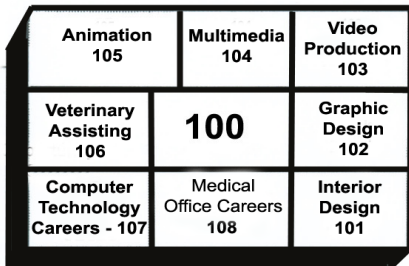 Animation
105
Multimedia
104
Video
Production
103
Veterinary
Assisting
106
100
Graphic
Design
102
Computer
Technology
Careers - 107
Medical
Office Careers
108
Interior
Design
101